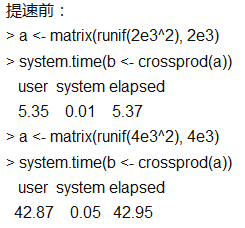 提速前：
> a <- matrix(runif(2e3^2), 2e3)
> system.time(b <- crossprod(a))
user system elapsed
5.35 0.01 5.37
> a <- matrix(runif(4e3^2), 4e3)
> system.time(b <- crossprod(a))
user system elapsed
42.87 0.05 42.95